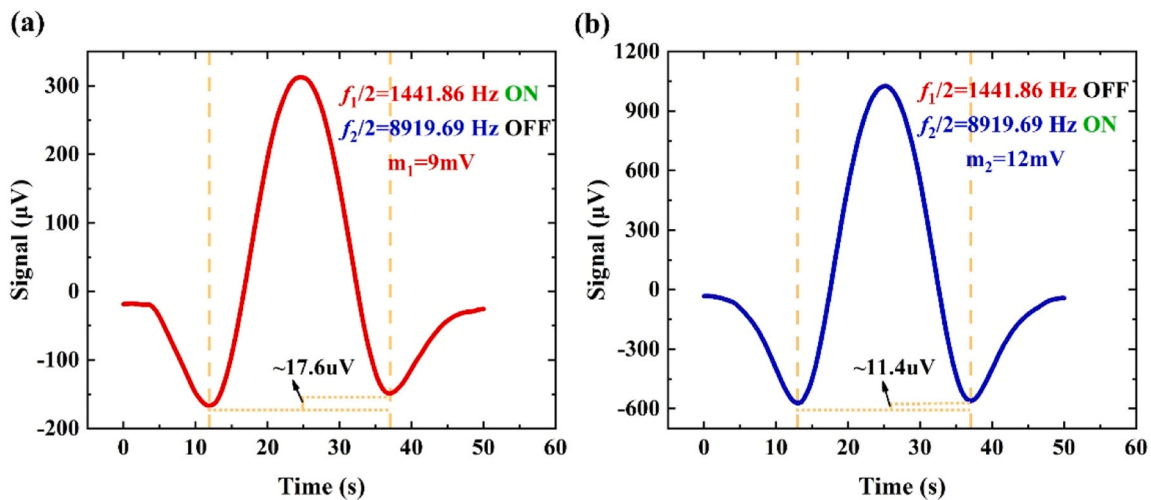 (a)
f₁/2=1441.86 Hz ON
f₂/2=8919.69 Hz OFF
m₁=9mV
~17.6uV
Signal (μV)
300
200
100
0
-100
-200
0 10 20 30 40 50 60
Time (s)
(b)
f₁/2=1441.86 Hz OFF
f₂/2=8919.69 Hz ON
m₂=12mV
~11.4uV
Signal (μV)
1200
900
600
300
0
-300
-600
0 10 20 30 40 50 60
Time (s)